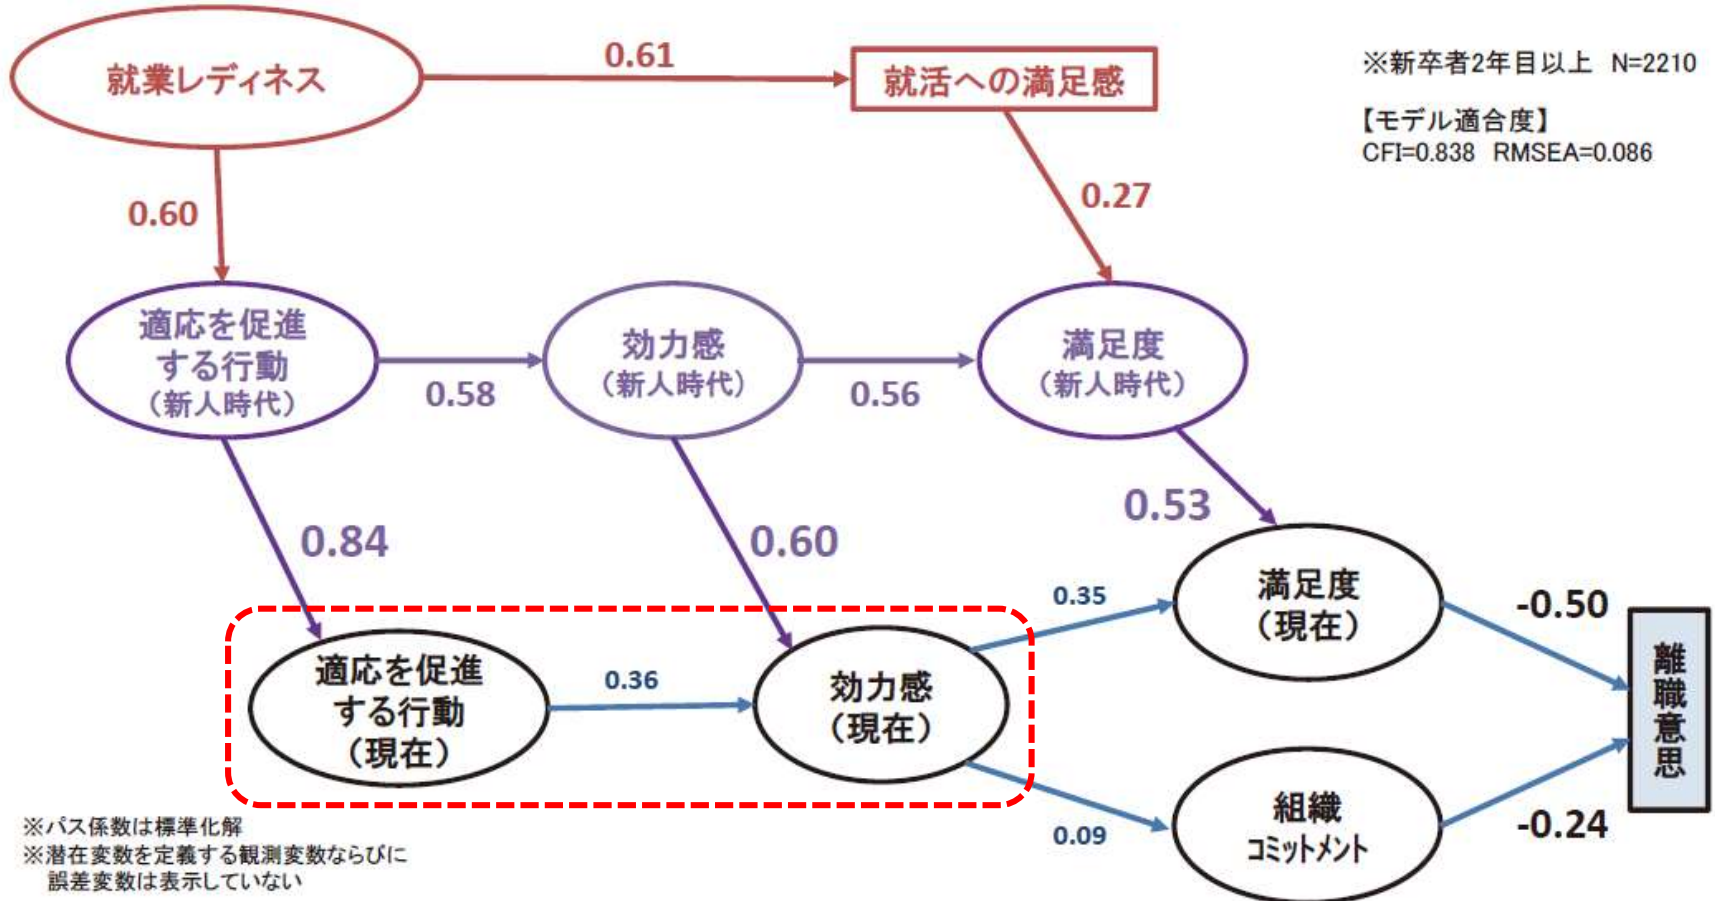 就業レディネス
0.61
就活への満足感
※新卒者2年目以上 N=2210
【モデル適合度】
CFI=0.838 RMSEA=0.086
0.60
0.27
適応を促進
する行動
（新人時代）
0.58
効力感
（新人時代）
0.56
満足度
（新人時代）
0.84
0.60
0.53
適応を促進
する行動
（現在）
0.36
効力感
（現在）
0.35
満足度
（現在）
-0.50
離職意思
0.09
組織
コミットメント
-0.24
※パス係数は標準化解
※潜在変数を定義する観測変数ならびに
誤差変数は表示していない